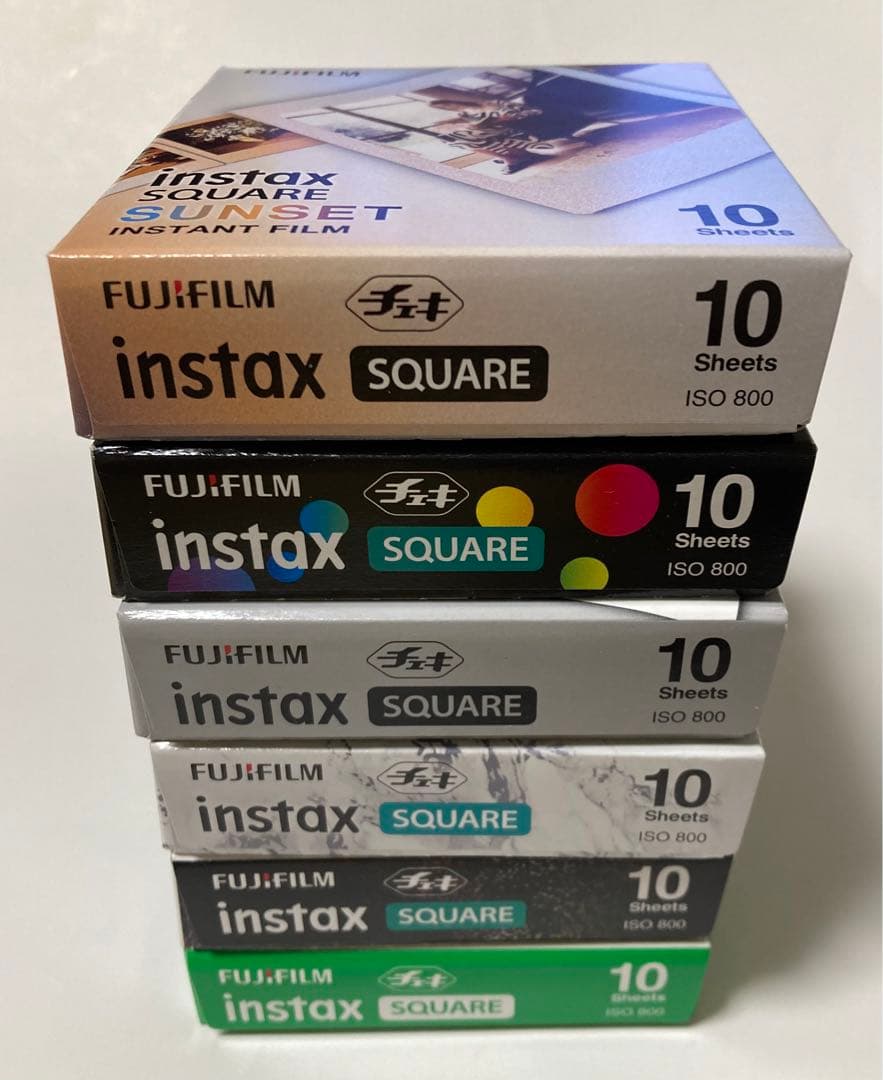 FUJIFILM
instax
SQUARE
SUNSET
INSTANT FILM
10
Sheets
FUJIFILM
チェキ
instax SQUARE
10
Sheets
ISO 800
FUJIFILM
チェキ
instax SQUARE
10
Sheets
ISO 800
FUJIFILM
チェキ
instax SQUARE
10
Sheets
ISO 800
FUJIFILM
チェキ
instax SQUARE
10
Sheets
ISO 800
FUJIFILM
チェキ
instax SQUARE
10
Sheets
ISO 800
FUJIFILM
チェキ
instax SQUARE
10
Sheets
ISO 800